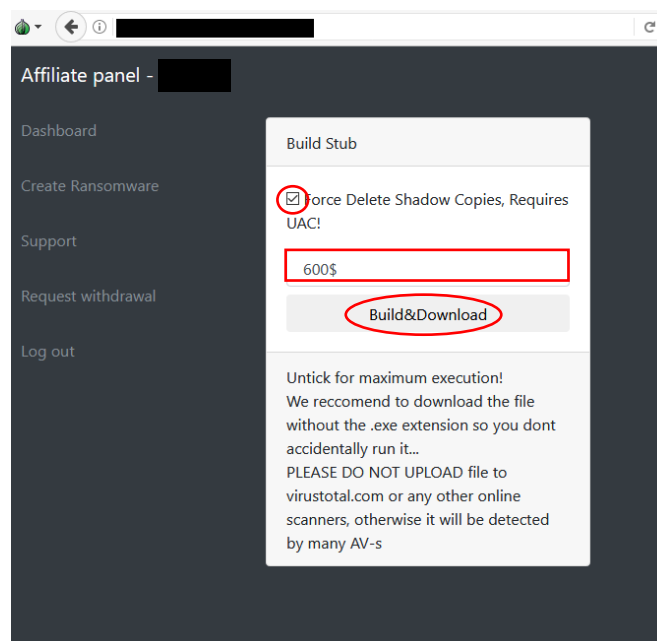 Affiliate panel -
Dashboard
Create Ransomware
Support
Request withdrawal
Log out
Build Stub
Force Delete Shadow Copies, Requires
UAC!
600$
Build&Download
Untick for maximum execution!
We reccomend to download the file
without the .exe extension so you dont
accidentally run it...
PLEASE DO NOT UPLOAD file to
virustotal.com or any other online
scanners, otherwise it will be detected
by many AV-s